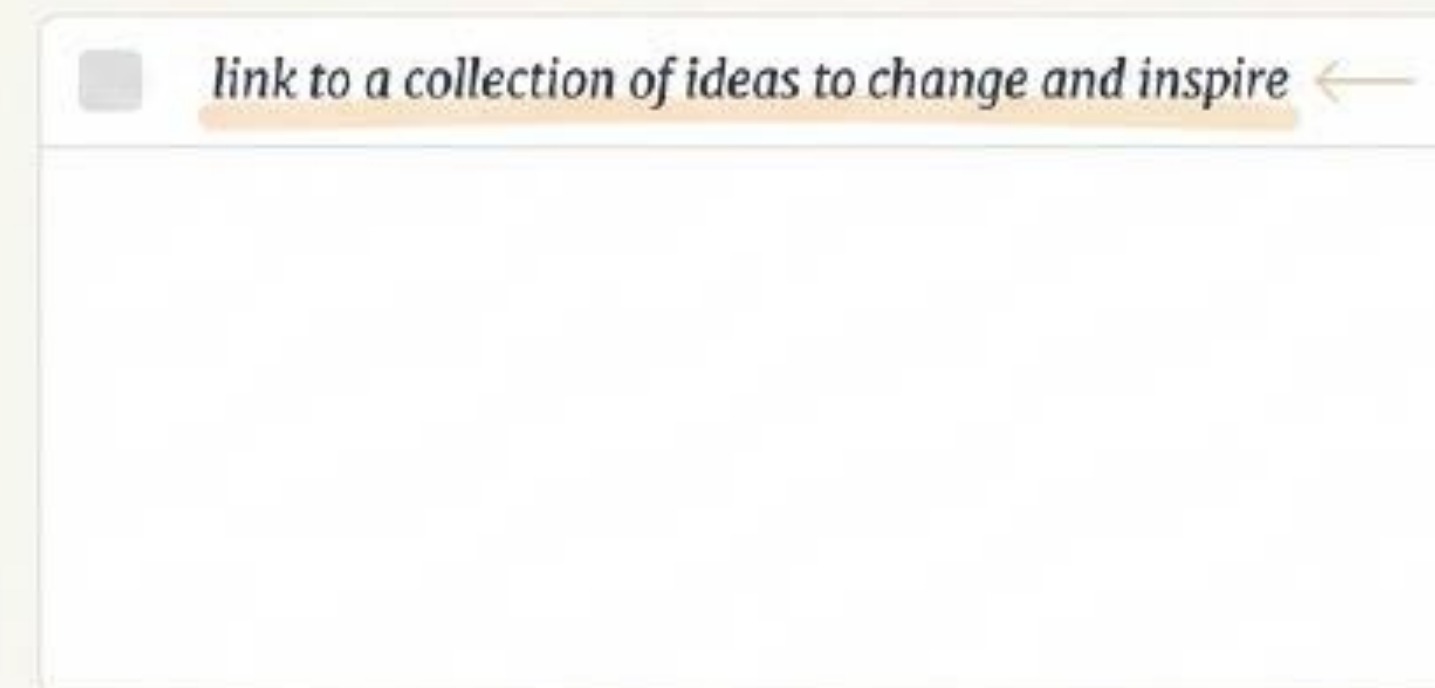 link to a collection of ideas to change and inspire